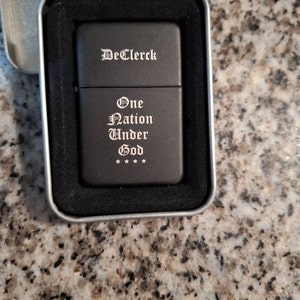 DeClerck
One
Nation
Under
God
★ ★ ★ ★